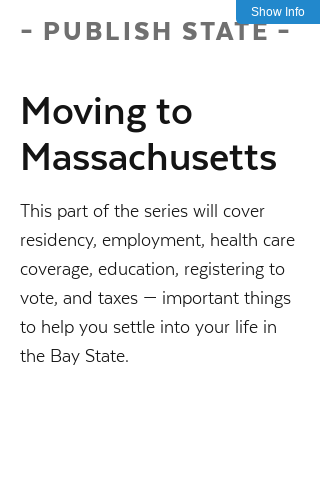 Show Info
- PUBLISH STATE -
Moving to
Massachusetts
This part of the series will cover
residency, employment, health care
coverage, education, registering to
vote, and taxes — important things
to help you settle into your life in
the Bay State.